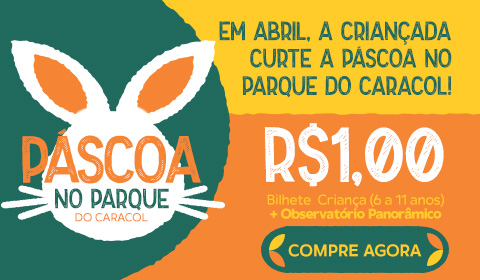 PÁSCOA
NO PARQUE
DO CARACOL
EM ABRIL, A CRIANÇADA
CURTE A PÁSCOA NO
PARQUE DO CARACOL!
R$1,00
Bilhete Criança (6 a 11 anos)
+ Observatório Panorâmico
COMPRE AGORA